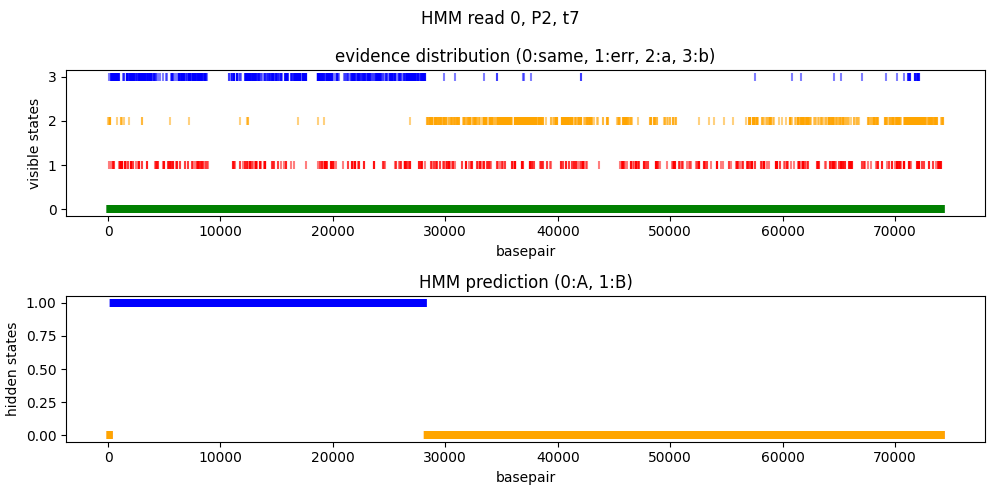 HMM read 0, P2, t7
evidence distribution (0:same, 1:err, 2:a, 3:b)
visible states
3
2
1
0
0 10000 20000 30000 40000 50000 60000 70000
basepair
HMM prediction (0:A, 1:B)
hidden states
1.00
0.75
0.50
0.25
0.00
0 10000 20000 30000 40000 50000 60000 70000
basepair